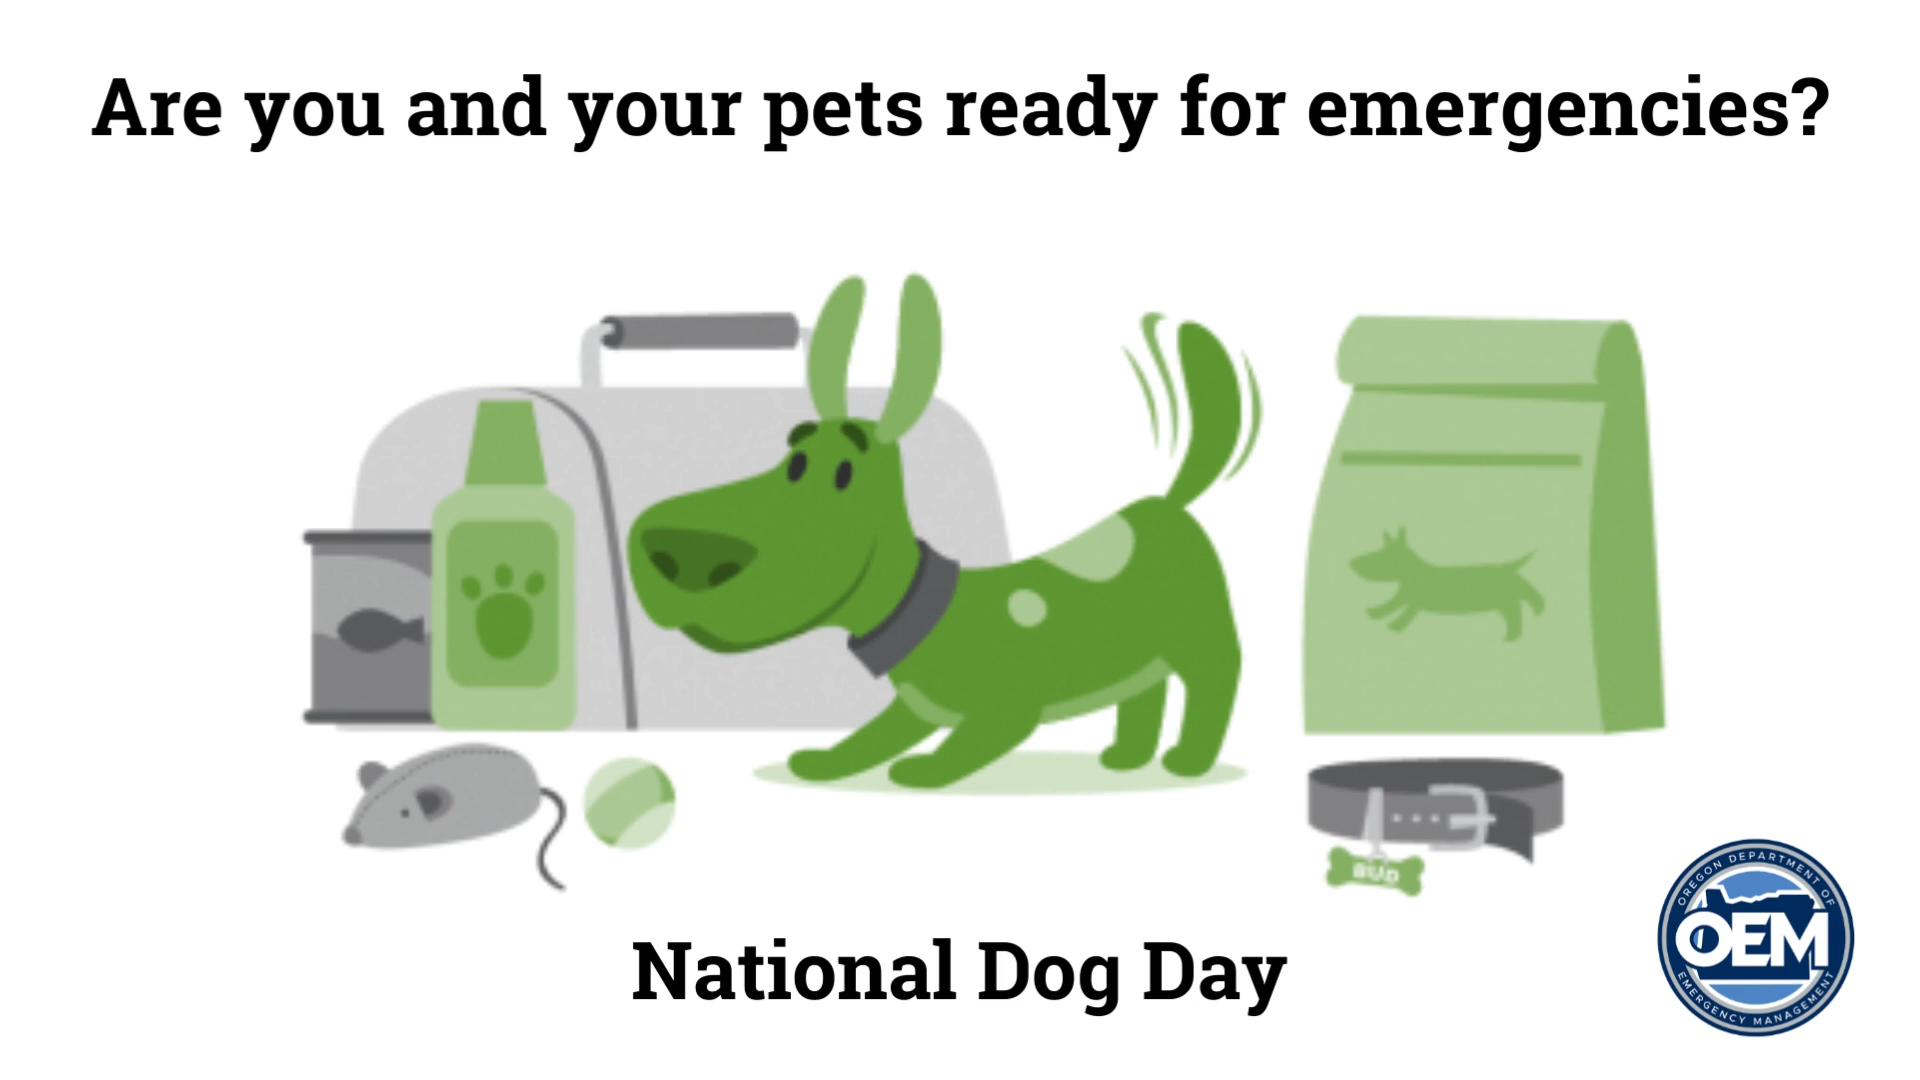 Are you and your pets ready for emergencies?
BUD
National Dog Day
OREGON DEPARTMENT OF
OEM
EMERGENCY MANAGEMENT